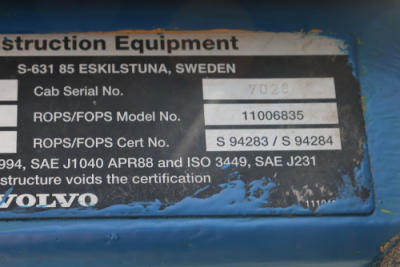 struction Equipment
S-631 85 ESKILSTUNA, SWEDEN
Cab Serial No. 7028
ROPS/FOPS Model No. 11006835
ROPS/FOPS Cert No. S 94283 / S 94284
994, SAE J1040 APR88 and ISO 3449, SAE J231
structure voids the certification
VOLVO